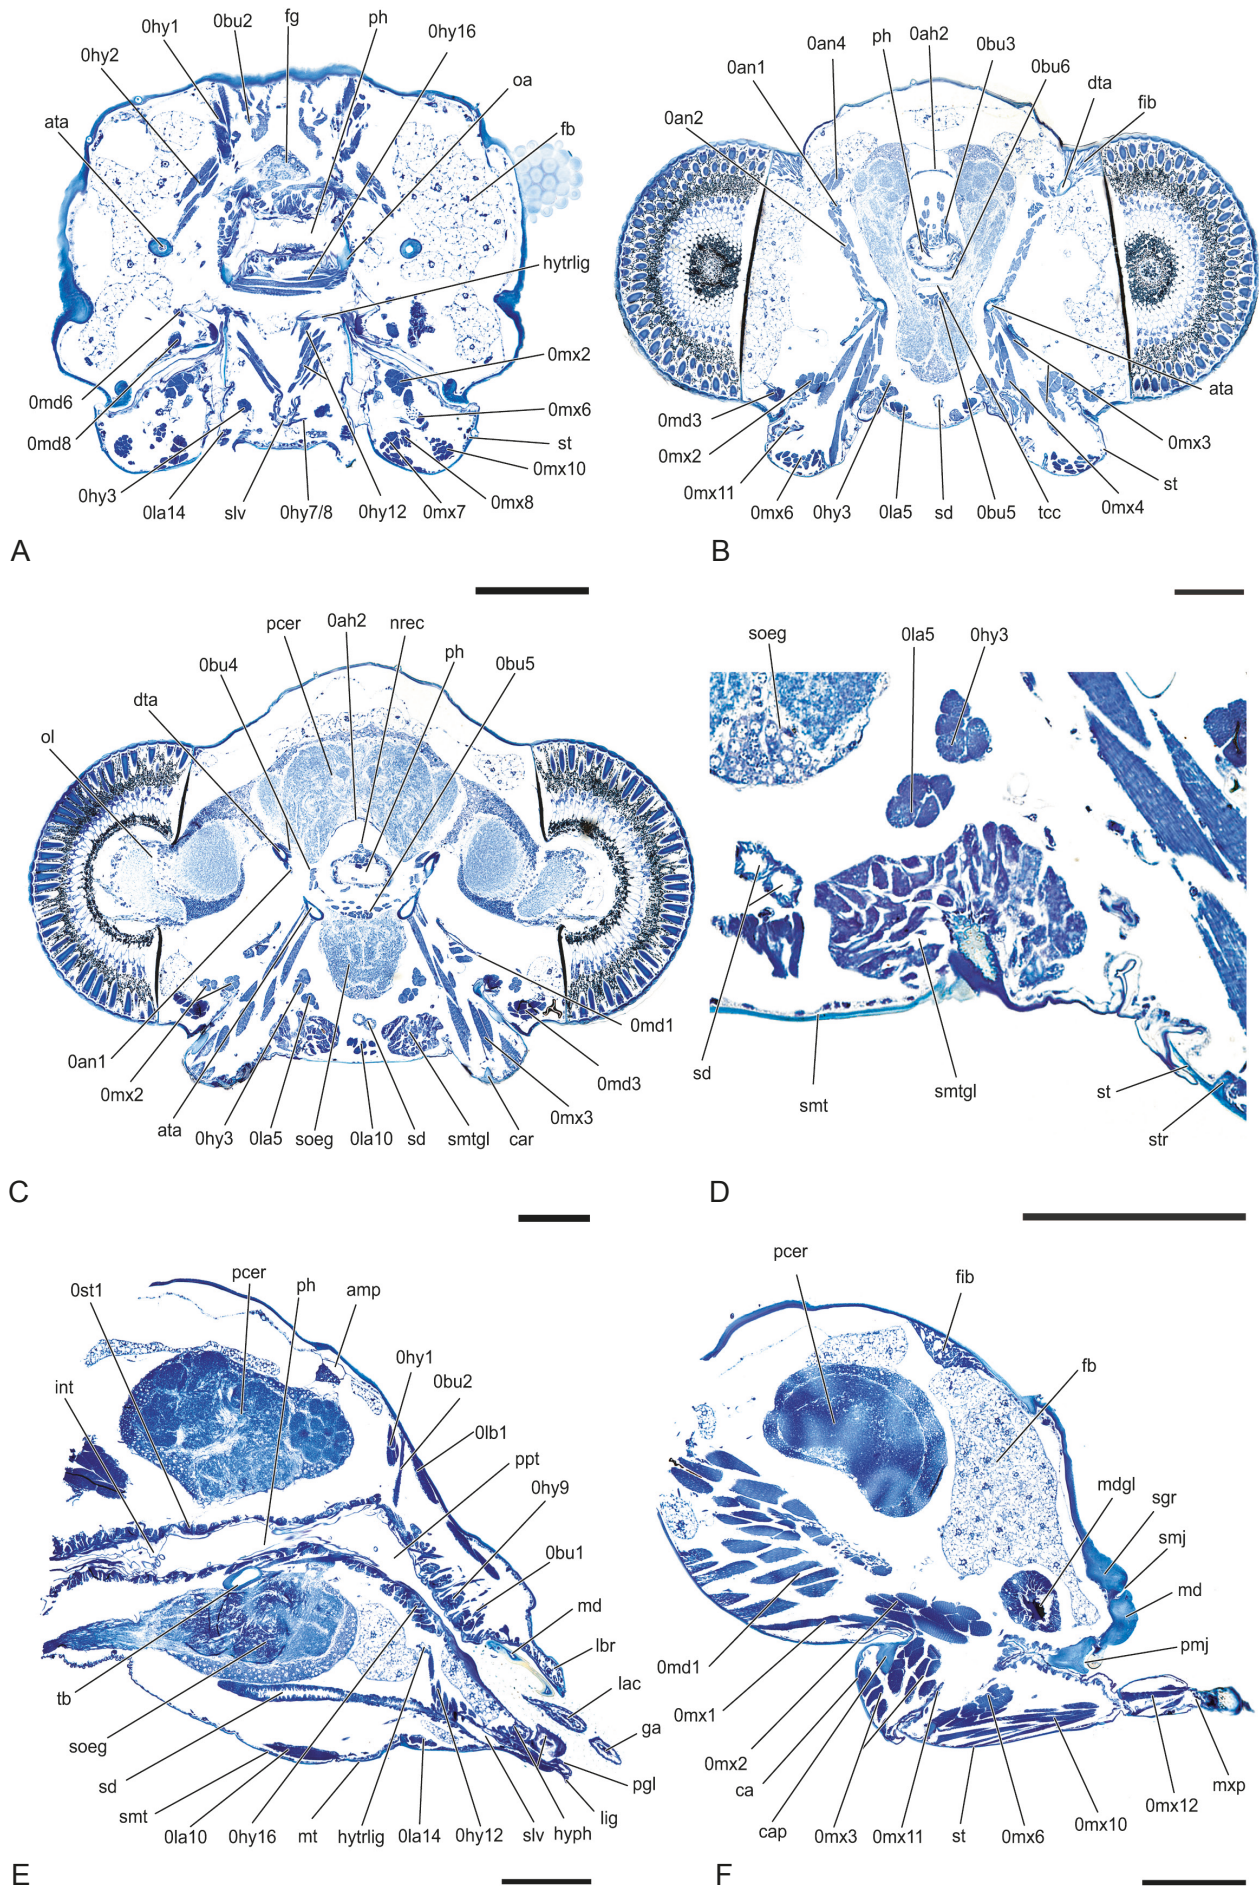 0hy1
0bu2
fg
ph
0hy16
0hy2
oa
ata
fb
hytrlig
0mx2
0md6
0mx6
0md8
st
0mx10
0hy3
0mx8
0la14
slv
0hy7/8
0hy12
0mx7
A
0an4
ph
0ah2
0bu3
0an1
0bu6
dta
0an2
fib
ata
0md3
0mx2
0mx3
0mx11
st
0mx6
0hy3
0la5
sd
0bu5
tcc
0mx4
B
pcer
0ah2
nrec
0bu4
ph
0bu5
dta
ol
0md1
0an1
0md3
0mx2
0mx3
ata
0hy3
0la5
soeg
0la10
sd
smtgl
car
C
soeg
0la5
0hy3
sd
smt
smtgl
st
str
D
pcer
0st1
ph
amp
0hy1
int
0bu2
0lb1
ppt
0hy9
0bu1
md
lbr
lac
tb
ga
soeg
sd
pgl
smt
lig
0la10
0hy16
mt
hytrlig
0la14
0hy12
slv
hyph
E
pcer
fib
fb
mdgl
sgr
smj
md
pmj
0md1
0mx1
0mx2
ca
mxp
0mx12
cap
0mx3
0mx11
st
0mx6
0mx10
F